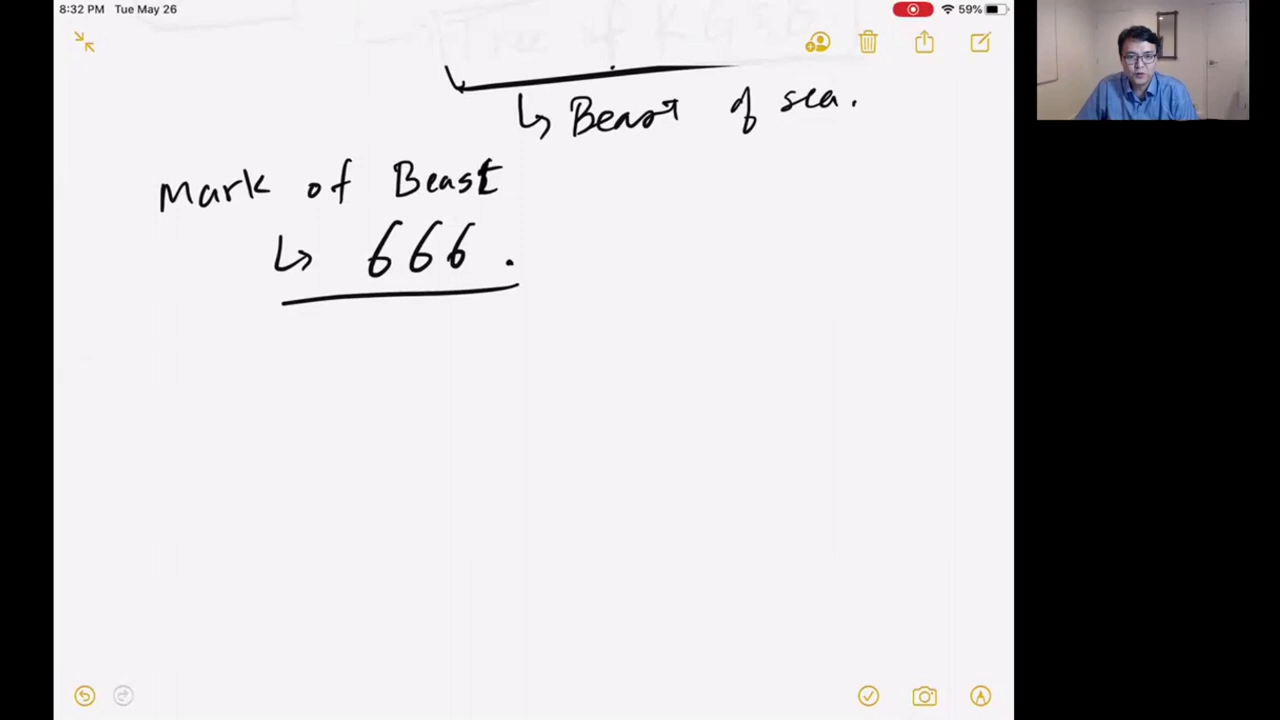 8:32 PM Tue May 26
59%
↳ Beast of sea.
Mark of Beast
↳ 666.